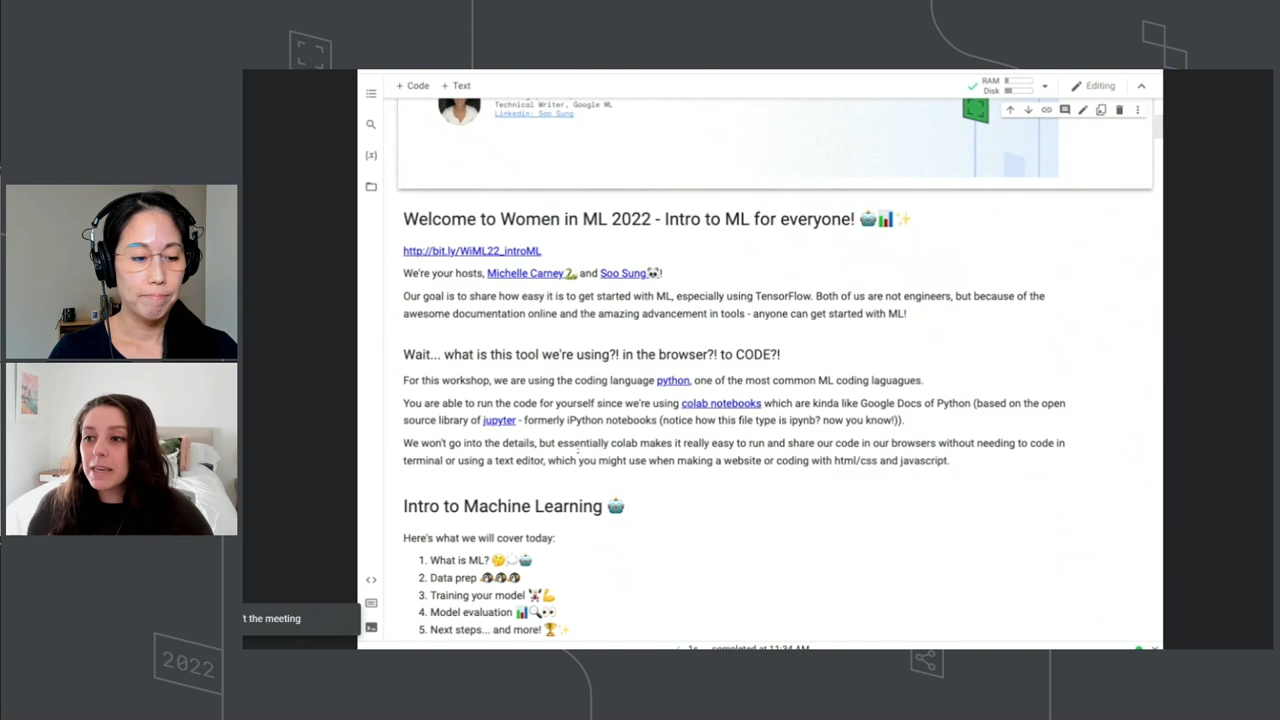 + Code + Text
RAM
Disk
Editing
Technical Writer, Google ML
Linkedin: Soo Sung
Welcome to Women in ML 2022 - Intro to ML for everyone! 🤖📊✨
http://bit.ly/WiML22_introML
We're your hosts, Michelle Carney🐍 and Soo Sung🐼!
Our goal is to share how easy it is to get started with ML, especially using TensorFlow. Both of us are not engineers, but because of the
awesome documentation online and the amazing advancement in tools - anyone can get started with ML!
Wait... what is this tool we're using?! in the browser?! to CODE?!
For this workshop, we are using the coding language python, one of the most common ML coding laguagues.
You are able to run the code for yourself since we're using colab notebooks which are kinda like Google Docs of Python (based on the open
source library of jupyter - formerly iPython notebooks (notice how this file type is ipynb? now you know!)).
We won't go into the details, but essentially colab makes it really easy to run and share our code in our browsers without needing to code in
terminal or using a text editor, which you might use when making a website or coding with html/css and javascript.
Intro to Machine Learning 🤖
Here's what we will cover today:
1. What is ML? 🤔💭🤖
2. Data prep 🐧🐧🐧
3. Training your model 🏋️💪
4. Model evaluation 📊🔍👀
5. Next steps... and more! 🏆✨
t the meeting
1s completed at 11:34 AM
2022